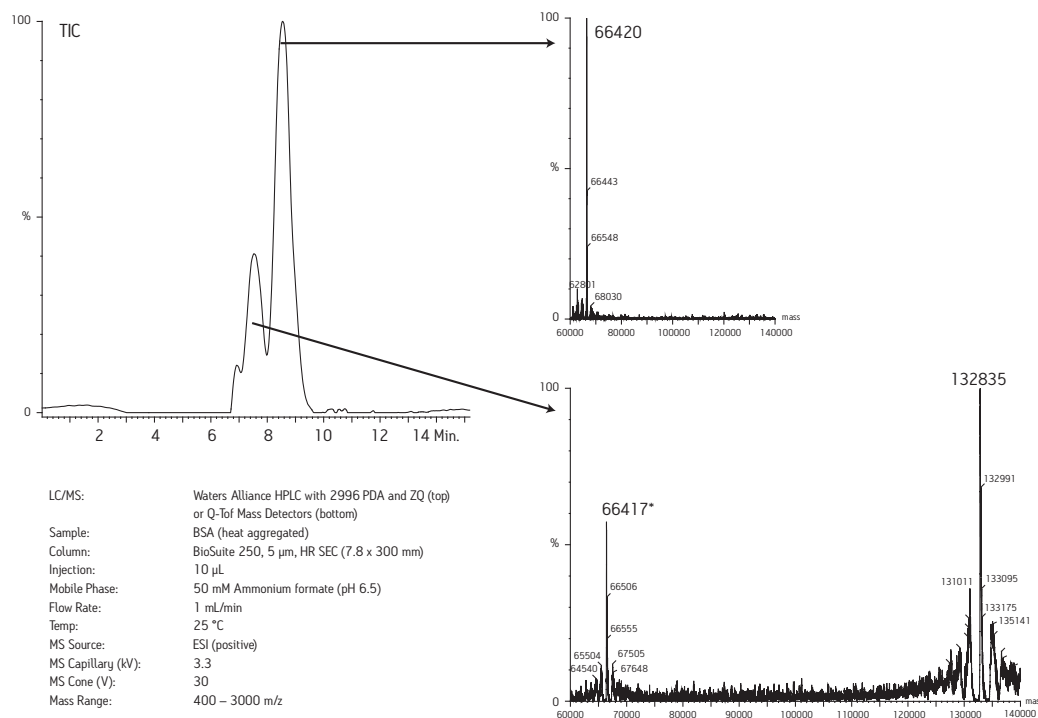 100
TIC
%
0
2 4 6 8 10 12 14 Min.
100
66420
66443
%
66548
62801
68030
0
60000 80000 100000 120000 140000 mass
100
132835
132991
66417*
%
131011
133095
66506
133175
135141
66555
65504
67505
64540
67648
0
60000 70000 80000 90000 100000 110000 120000 130000 140000 mas
LC/MS: Waters Alliance HPLC with 2996 PDA and ZQ (top)
or Q-Tof Mass Detectors (bottom)
Sample: BSA (heat aggregated)
Column: BioSuite 250, 5 µm, HR SEC (7.8 x 300 mm)
Injection: 10 µL
Mobile Phase: 50 mM Ammonium formate (pH 6.5)
Flow Rate: 1 mL/min
Temp: 25 °C
MS Source: ESI (positive)
MS Capillary (kV): 3.3
MS Cone (V): 30
Mass Range: 400 – 3000 m/z